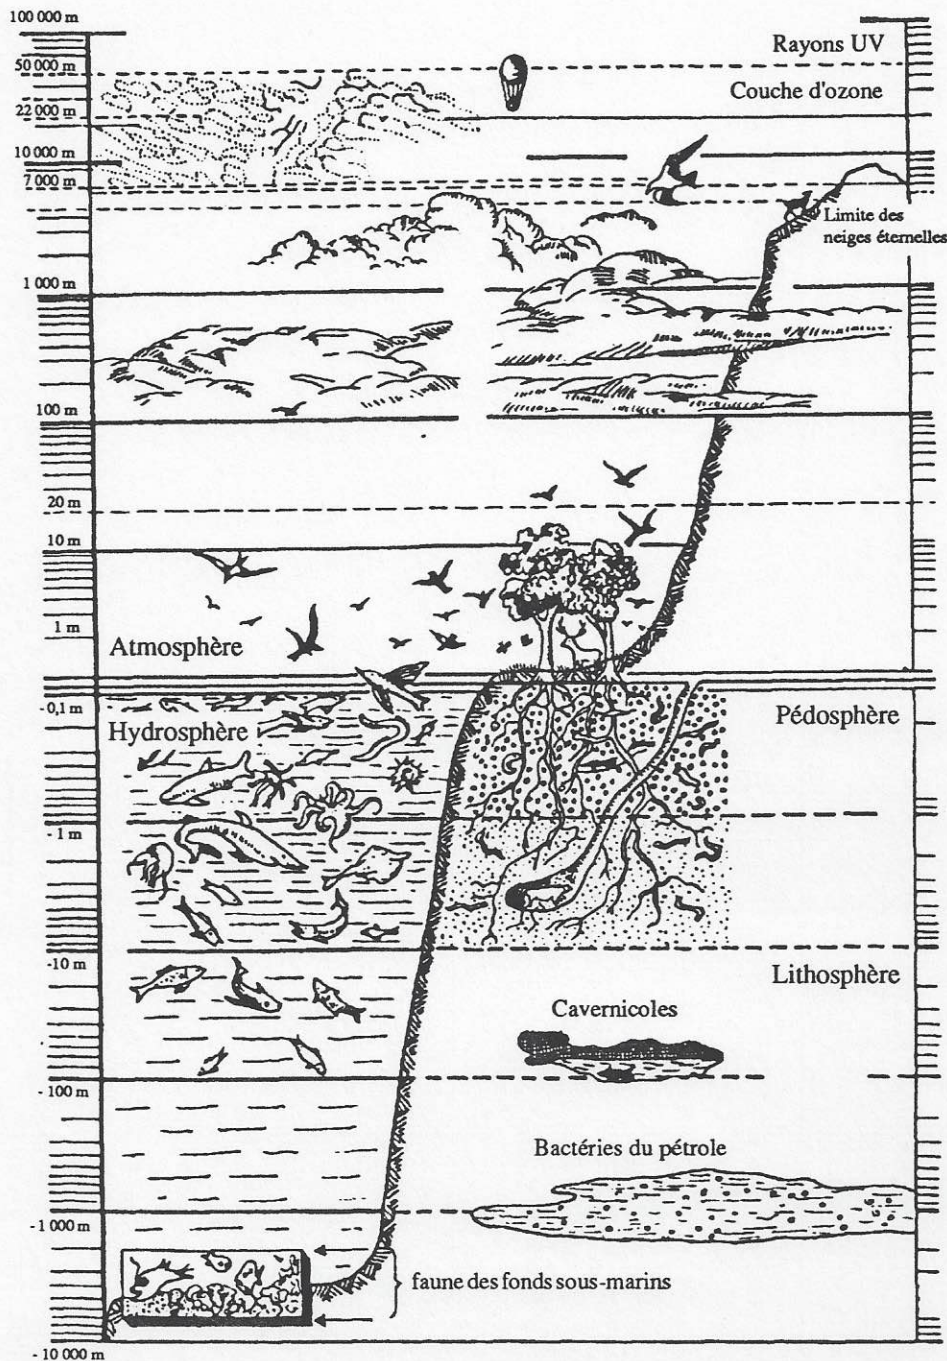 100 000 m
Rayons UV
50 000 m
Couche d'ozone
22 000 m
10 000 m
7 000 m
Limite des
neiges éternelles
1 000 m
100 m
20 m
10 m
1 m
Atmosphère
-0,1 m
Hydrosphère
Pédosphère
- 1 m
-10 m
Lithosphère
Cavernicoles
- 100 m
Bactéries du pétrole
- 1 000 m
faune des fonds sous-marins
- 10 000 m